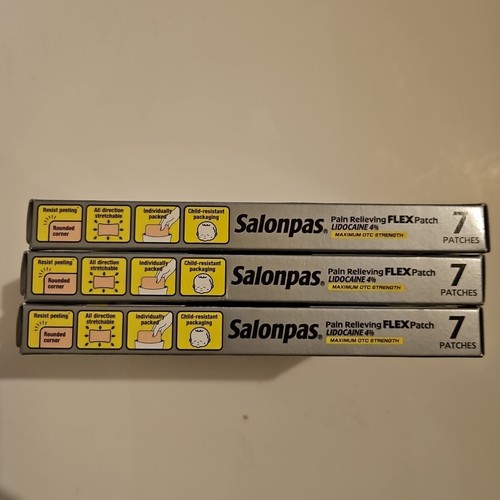 Resist peeling
Rounded
corner
All direction
stretchable
Individually
packed
Child-resistant
packaging
Salonpas®
Pain Relieving FLEX Patch
LIDOCAINE 4%
MAXIMUM OTC STRENGTH
7
PATCHES
Resist peeling
Rounded
corner
All direction
stretchable
Individually
packed
Child-resistant
packaging
Salonpas®
Pain Relieving FLEX Patch
LIDOCAINE 4%
MAXIMUM OTC STRENGTH
7
PATCHES
Resist peeling
Rounded
corner
All direction
stretchable
Individually
packed
Child-resistant
packaging
Salonpas®
Pain Relieving FLEX Patch
LIDOCAINE 4%
MAXIMUM OTC STRENGTH
7
PATCHES